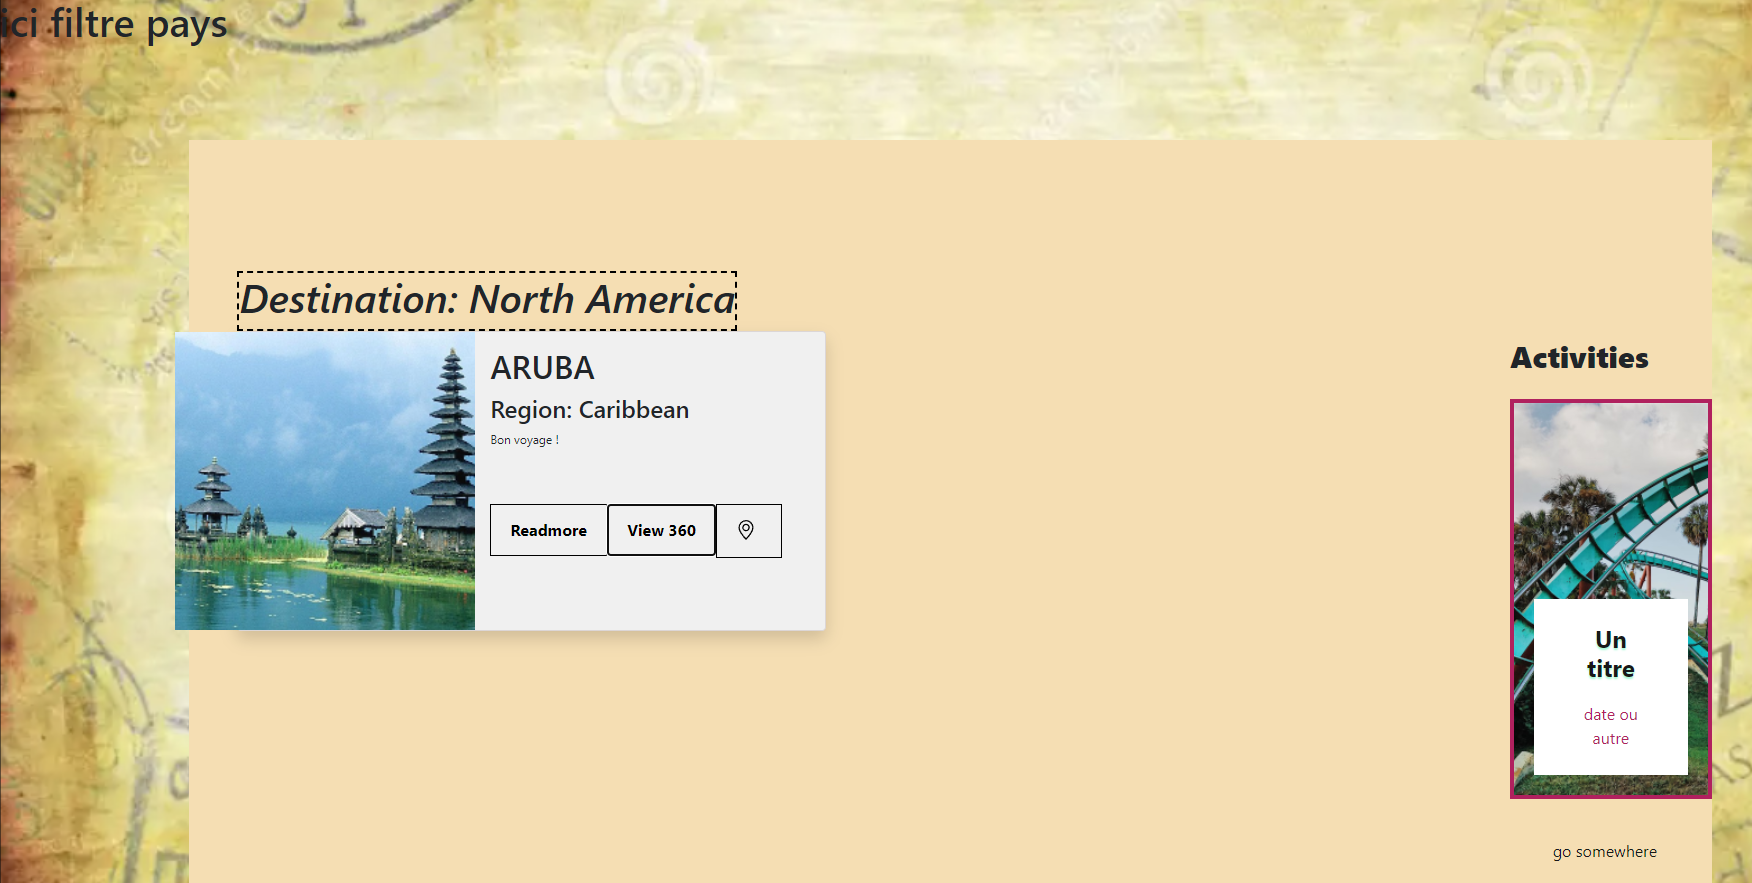 ici filtre pays
Destination: North America
ARUBA
Region: Caribbean
Bon voyage !
Readmore
View 360
Activities
Un
titre
date ou
autre
go somewhere